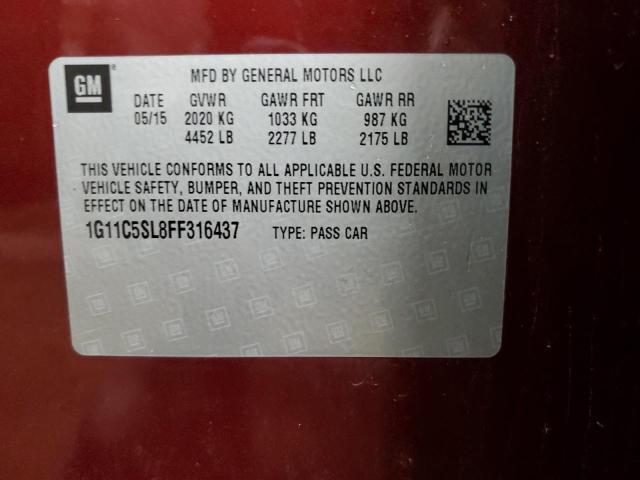 GM
MFD BY GENERAL MOTORS LLC
DATE GVWR GAWR FRT GAWR RR
05/15 2020 KG 1033 KG 987 KG
4452 LB 2277 LB 2175 LB
THIS VEHICLE CONFORMS TO ALL APPLICABLE U.S. FEDERAL MOTOR
VEHICLE SAFETY, BUMPER, AND THEFT PREVENTION STANDARDS IN
EFFECT ON THE DATE OF MANUFACTURE SHOWN ABOVE.
1G11C5SL8FF316437 TYPE: PASS CAR